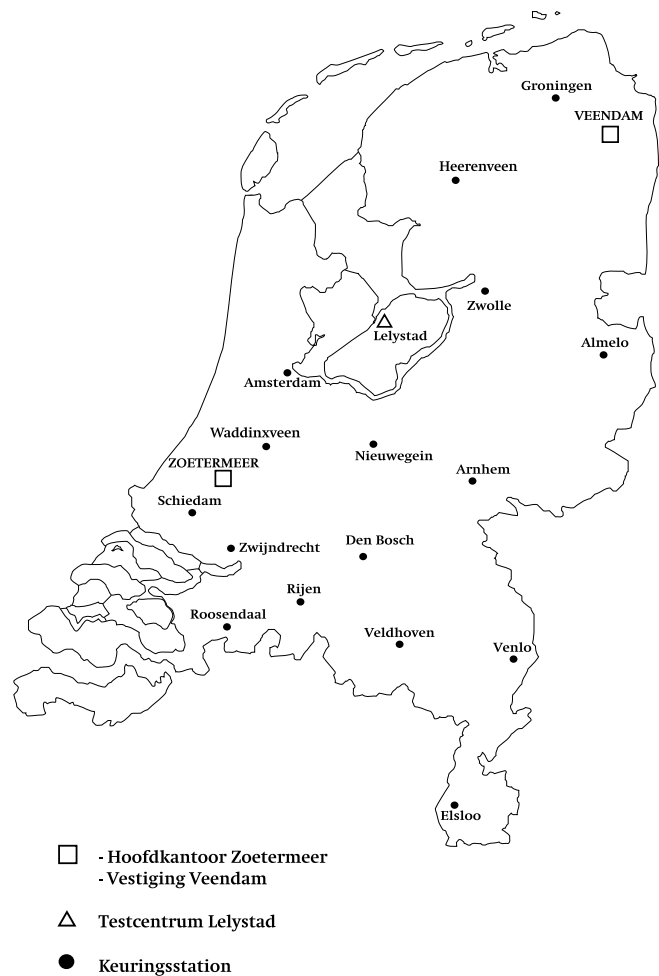 Groningen
VEENDAM
Heerenveen
Zwolle
Lelystad
Almelo
Amsterdam
Waddinxveen
Nieuwegein
ZOETERMEER
Arnhem
Schiedam
Zwijndrecht
Den Bosch
Rijen
Roosendaal
Veldhoven
Venlo
Elsloo
- Hoofdkantoor Zoetermeer
- Vestiging Veendam
Testcentrum Lelystad
Keuringsstation